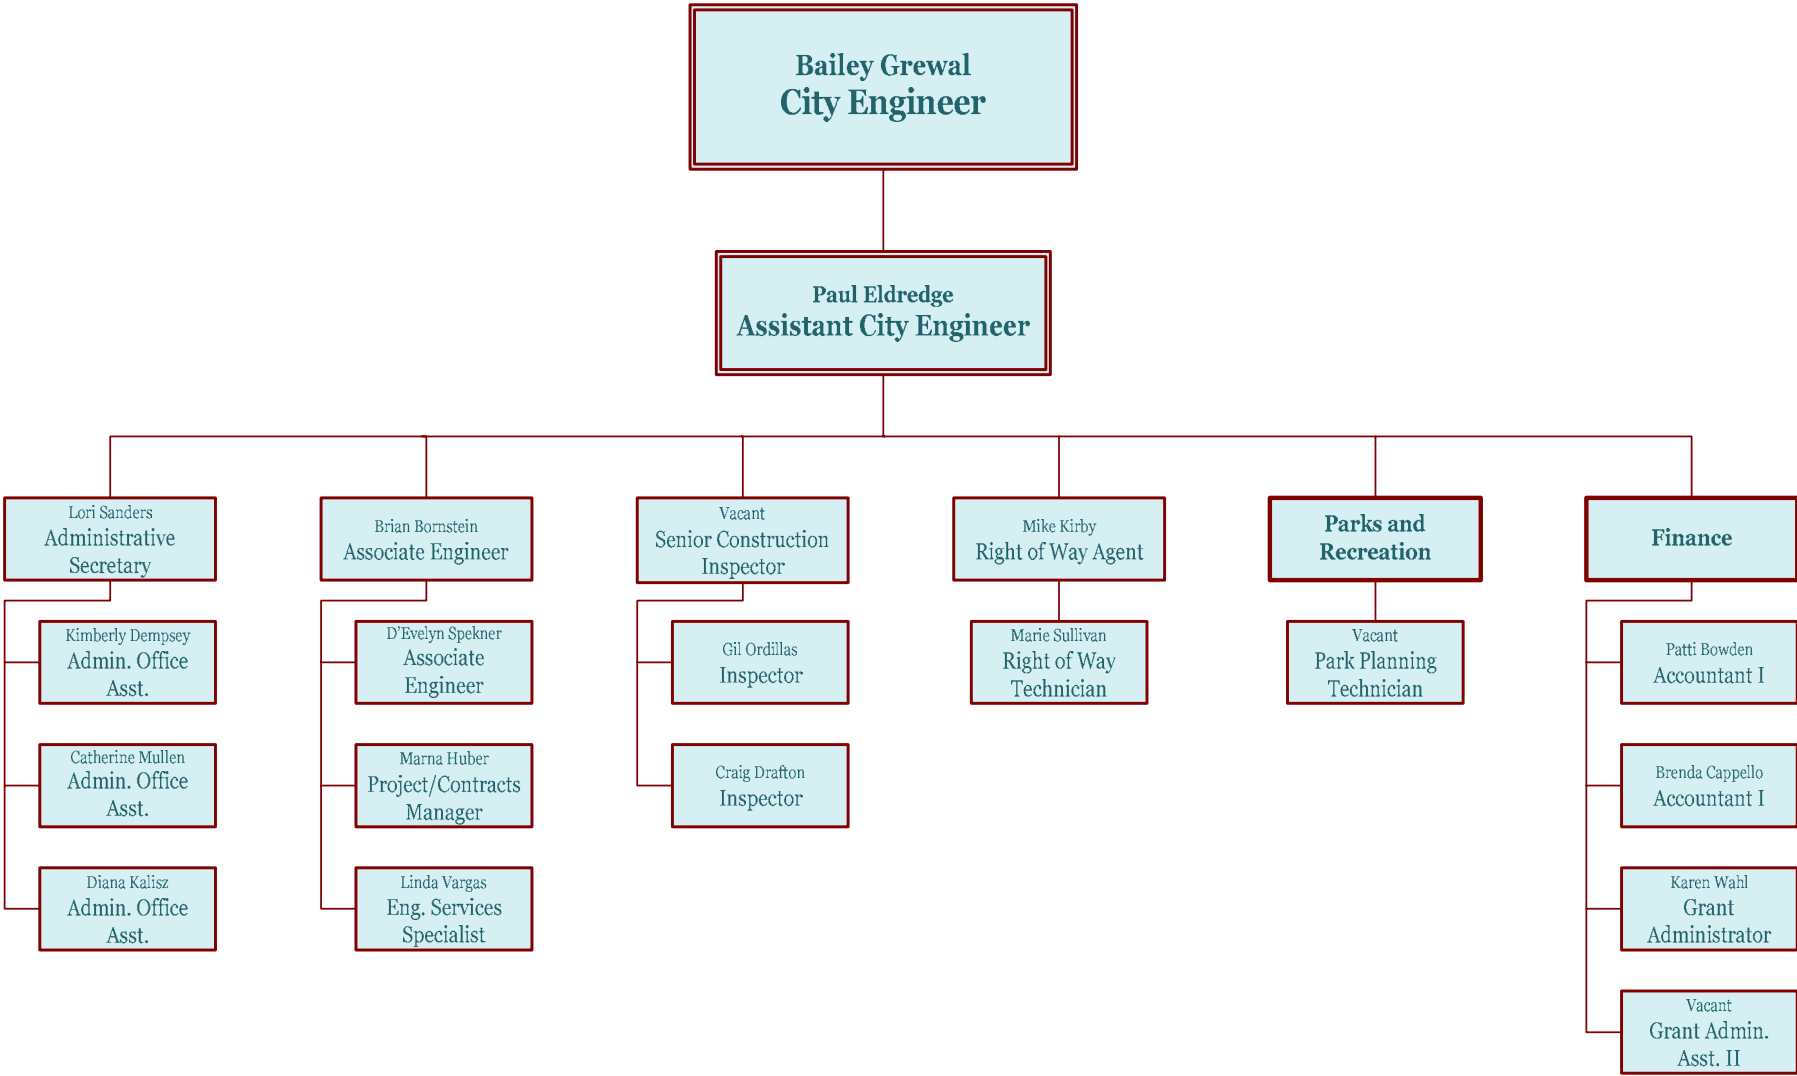 Bailey Grewal
City Engineer
Paul Eldredge
Assistant City Engineer
Lori Sanders
Administrative
Secretary
Kimberly Dempsey
Admin. Office
Asst.
Catherine Mullen
Admin. Office
Asst.
Diana Kalisz
Admin. Office
Asst.
Brian Bornstein
Associate Engineer
D’Evelyn Spekner
Associate
Engineer
Marna Huber
Project/Contracts
Manager
Linda Vargas
Eng. Services
Specialist
Vacant
Senior Construction
Inspector
Gil Ordillas
Inspector
Craig Drafton
Inspector
Mike Kirby
Right of Way Agent
Marie Sullivan
Right of Way
Technician
Parks and
Recreation
Vacant
Park Planning
Technician
Finance
Patti Bowden
Accountant I
Brenda Cappello
Accountant I
Karen Wahl
Grant
Administrator
Vacant
Grant Admin.
Asst. II